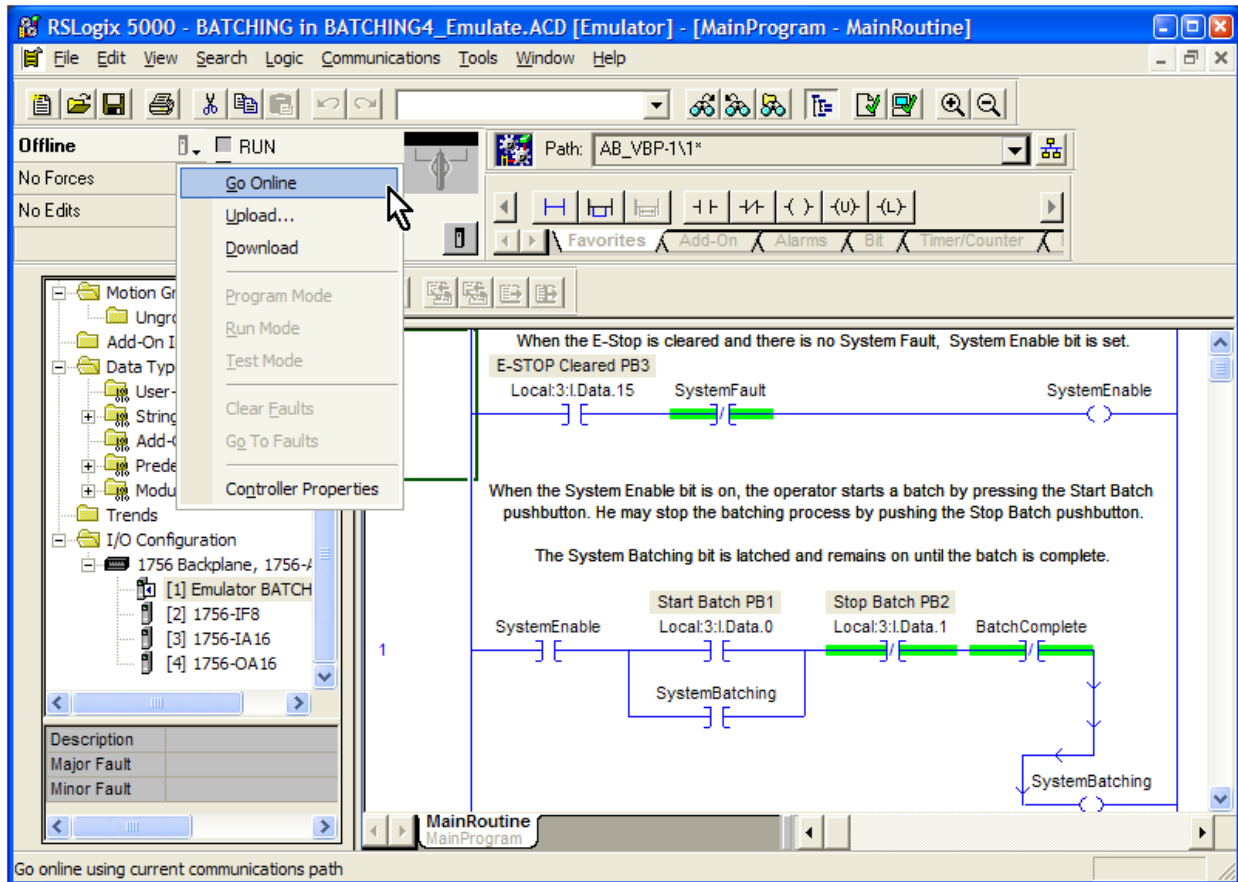 RSLogix 5000 - BATCHING in BATCHING4_Emulate.ACD [Emulator] - [MainProgram - MainRoutine]
File Edit View Search Logic Communications Tools Window Help
Offline
RUN
No Forces
No Edits
Path: AB_VBP-1\1*
Favorites Add-On Alarms Bit Timer/Counter
Go Online
Upload...
Download
Program Mode
Run Mode
Test Mode
Clear Faults
Go To Faults
Controller Properties
Motion Gr
Ungro
Add-On I
Data Typ
User-
String
Add-O
Prede
Modu
Trends
I/O Configuration
1756 Backplane, 1756-A
[1] Emulator BATCH
[2] 1756-IF8
[3] 1756-IA16
[4] 1756-OA16
Description
Major Fault
Minor Fault
When the E-Stop is cleared and there is no System Fault, System Enable bit is set.
E-STOP Cleared PB3
Local:3:I.Data.15 SystemFault SystemEnable
When the System Enable bit is on, the operator starts a batch by pressing the Start Batch
pushbutton. He may stop the batching process by pushing the Stop Batch pushbutton.
The System Batching bit is latched and remains on until the batch is complete.
Start Batch PB1 Stop Batch PB2
SystemEnable Local:3:I.Data.0 Local:3:I.Data.1 BatchComplete
1
SystemBatching
SystemBatching
MainRoutine
MainProgram
Go online using current communications path